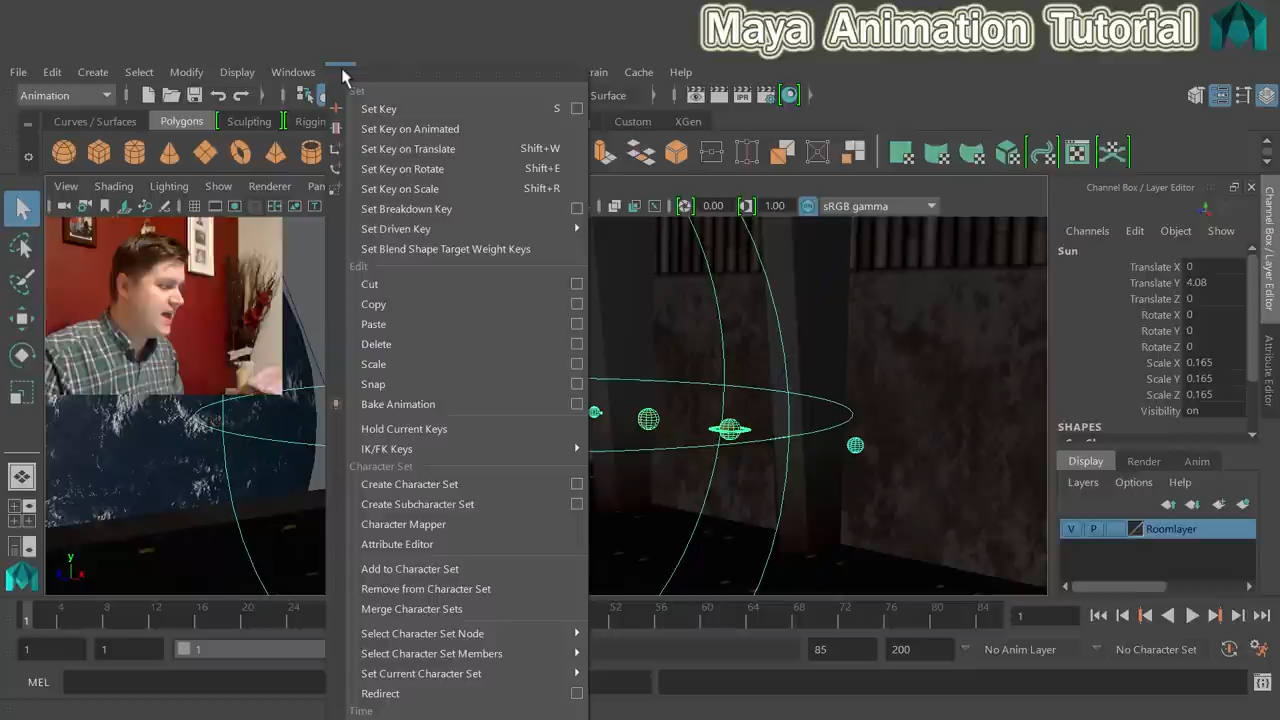 Maya Animation Tutorial
File Edit Create Select Modify Display Windows rain Cache Help
Animation Surface IPR
Curves / Surfaces Polygons Sculpting Riggin Custom XGen
View Shading Lighting Show Renderer Pan
0.00 1.00 sRGB gamma
Set
Set Key S
Set Key on Animated
Set Key on Translate Shift+W
Set Key on Rotate Shift+E
Set Key on Scale Shift+R
Set Breakdown Key
Set Driven Key
Set Blend Shape Target Weight Keys
Edit
Cut
Copy
Paste
Delete
Scale
Snap
Bake Animation
Hold Current Keys
IK/FK Keys
Character Set
Create Character Set
Create Subcharacter Set
Character Mapper
Attribute Editor
Add to Character Set
Remove from Character Set
Merge Character Sets
Select Character Set Node
Select Character Set Members
Set Current Character Set
Redirect
Time
Channel Box / Layer Editor
Channels Edit Object Show
Sun
Translate X 0
Translate Y 4.08
Translate Z 0
Rotate X 0
Rotate Y 0
Rotate Z 0
Scale X 0.165
Scale Y 0.165
Scale Z 0.165
Visibility on
SHAPES
Display Render Anim
Layers Options Help
V P Roomlayer
Channel Box / Layer Editor
Attribute Editor
y
x
4 8 12 16 20 24 52 56 60 64 68 72 76 80 84 1
1
1 1 1 85 200 No Anim Layer No Character Set
MEL